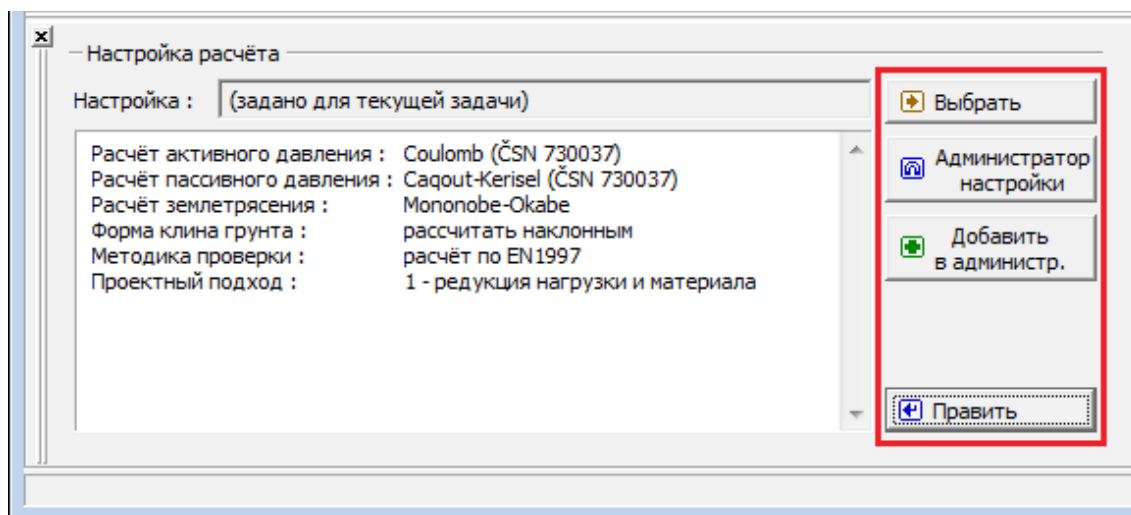 Настройка расчёта
Настройка : (задано для текущей задачи)
Расчёт активного давления : Coulomb (ČSN 730037)
Расчёт пассивного давления : Caqout-Kerisel (ČSN 730037)
Расчёт землетрясения : Mononobe-Okabe
Форма клина грунта : рассчитать наклонным
Методика проверки : расчёт по EN1997
Проектный подход : 1 - редукция нагрузки и материала
Выбрать
Администратор
настройки
Добавить
в администр.
Править